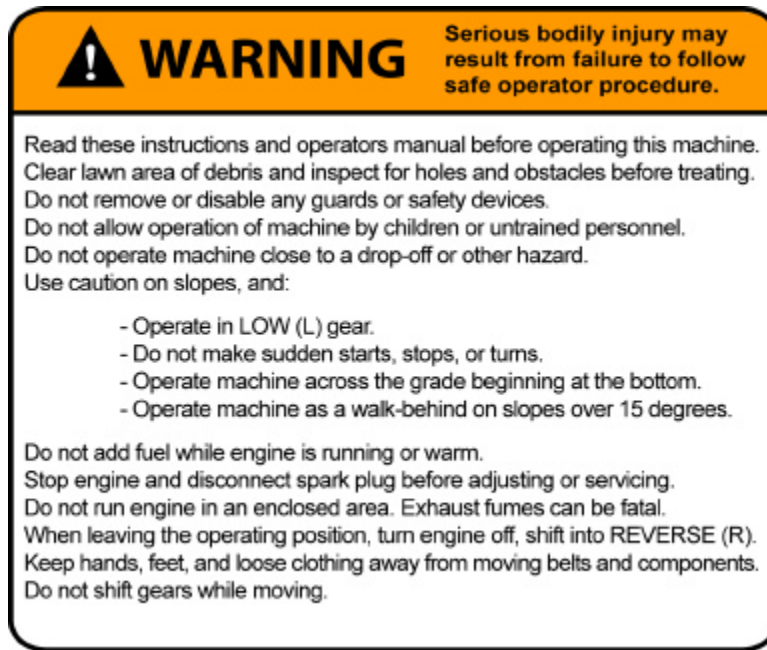 WARNING
Serious bodily injury may
result from failure to follow
safe operator procedure.
Read these instructions and operators manual before operating this machine.
Clear lawn area of debris and inspect for holes and obstacles before treating.
Do not remove or disable any guards or safety devices.
Do not allow operation of machine by children or untrained personnel.
Do not operate machine close to a drop-off or other hazard.
Use caution on slopes, and:
- Operate in LOW (L) gear.
- Do not make sudden starts, stops, or turns.
- Operate machine across the grade beginning at the bottom.
- Operate machine as a walk-behind on slopes over 15 degrees.
Do not add fuel while engine is running or warm.
Stop engine and disconnect spark plug before adjusting or servicing.
Do not run engine in an enclosed area. Exhaust fumes can be fatal.
When leaving the operating position, turn engine off, shift into REVERSE (R).
Keep hands, feet, and loose clothing away from moving belts and components.
Do not shift gears while moving.